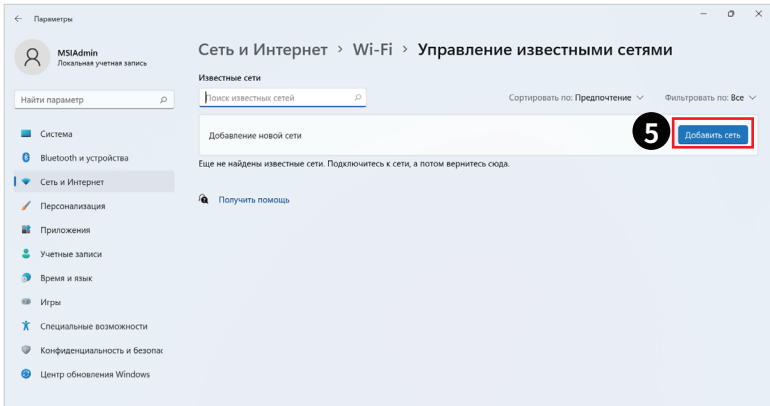 Параметры
MSIAdmin
Локальная учетная запись
Найти параметр
Система
Bluetooth и устройства
Сеть и Интернет
Персонализация
Приложения
Учетные записи
Время и язык
Игры
Специальные возможности
Конфиденциальность и безопас
Центр обновления Windows
Сеть и Интернет > Wi-Fi > Управление известными сетями
Известные сети
Поиск известных сетей
Сортировать по: Предпочтение
Фильтровать по: Все
Добавление новой сети
5
Добавить сеть
Еще не найдены известные сети. Подключитесь к сети, а потом вернитесь сюда.
Получить помощь